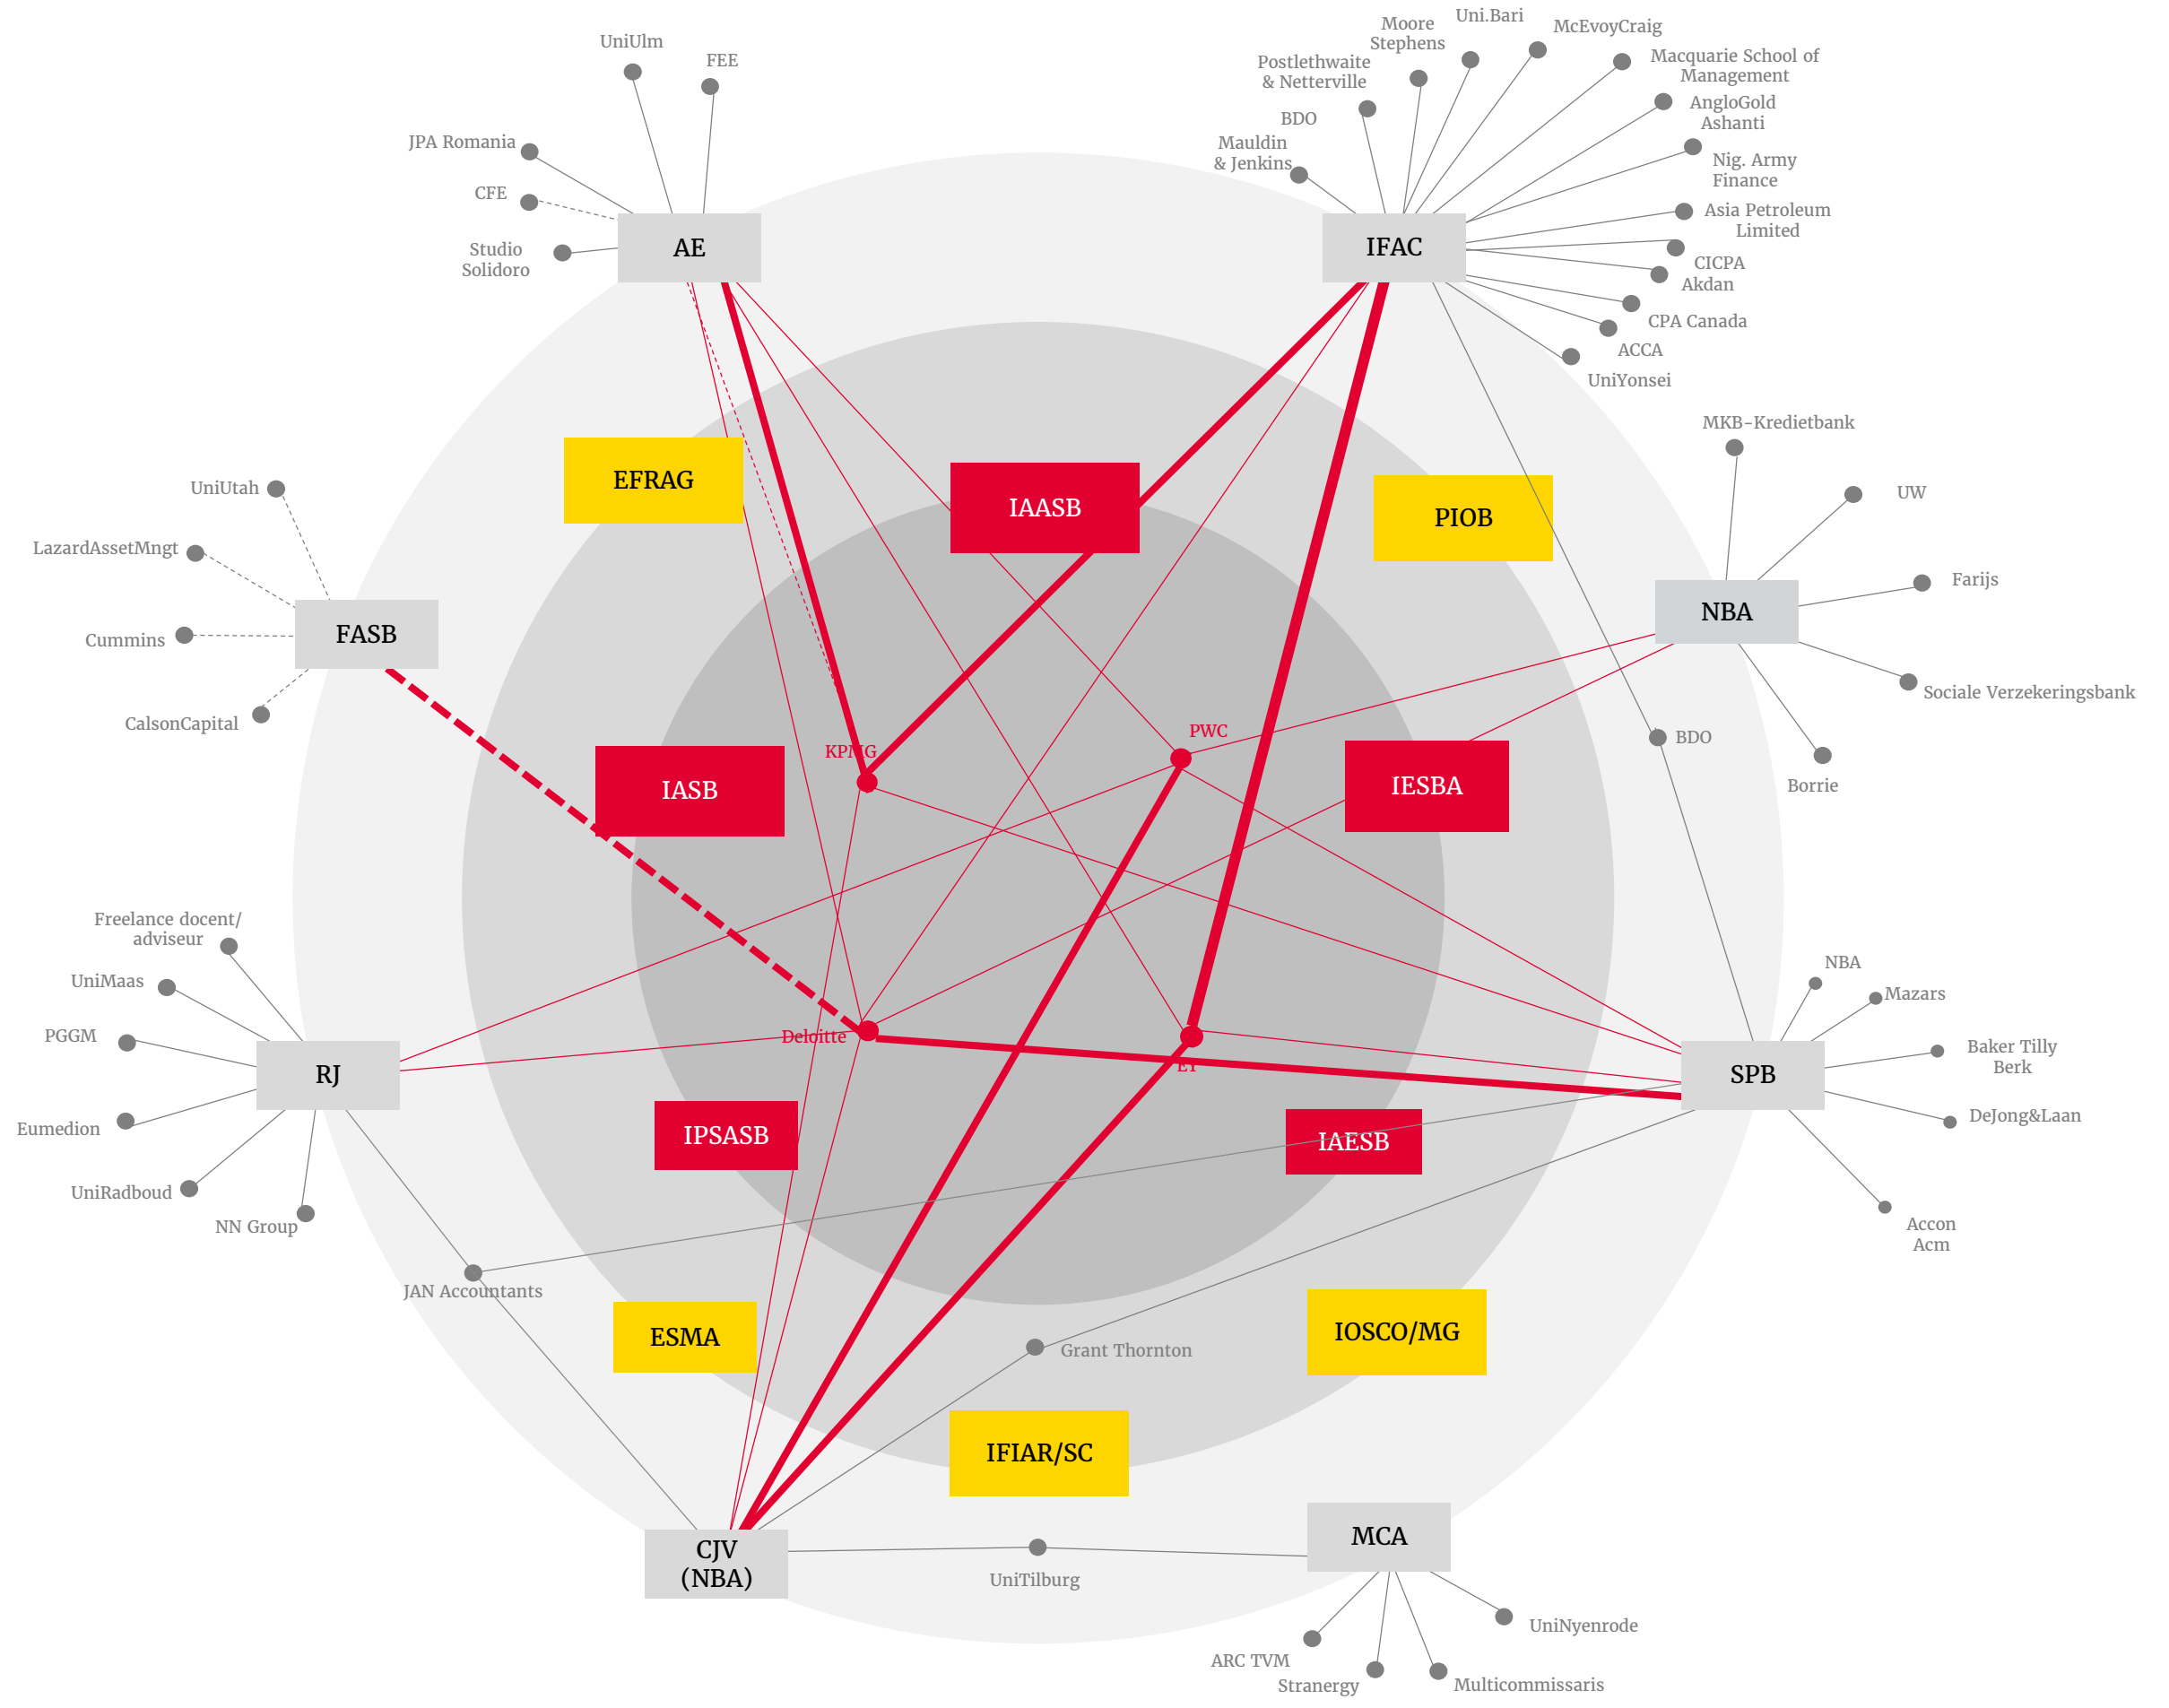 UniUlm
FEE
JPA Romania
CFE
Studio
Solidoro
AE
Moore
Stephens
Uni.Bari
McEvoyCraig
Postlethwaite
& Netterville
Macquarie School of
Management
BDO
AngloGold
Ashanti
Mauldin
& Jenkins
Nig. Army
Finance
Asia Petroleum
Limited
IFAC
CICPA
Akdan
CPA Canada
ACCA
UniYonsei
MKB-Kredietbank
UW
Farijs
NBA
Sociale Verzekeringsbank
Borrie
BDO
EFRAG
IAASB
PIOB
UniUtah
LazardAssetMngt
Cummins
CalsonCapital
FASB
KPMG
PWC
IASB
IESBA
Freelance docent/
adviseur
UniMaas
PGGM
Eumedion
UniRadboud
NN Group
RJ
Deloitte
EY
NBA
Mazars
Baker Tilly
Berk
SPB
DeJong&Laan
Accon
Acm
IPSASB
IAESB
JAN Accountants
ESMA
Grant Thornton
IOSCO/MG
IFIAR/SC
CJV
(NBA)
UniTilburg
MCA
UniNyenrode
ARC TVM
Stranergy
Multicommissaris